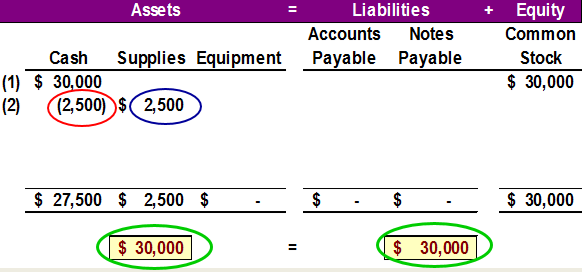 Assets = Liabilities + Equity
Accounts Notes Common
Cash Supplies Equipment Payable Payable Stock
(1) $ 30,000 $ 30,000
(2) (2,500) $ 2,500
$ 27,500 $ 2,500 $ - $ - $ - $ 30,000
$ 30,000 = $ 30,000